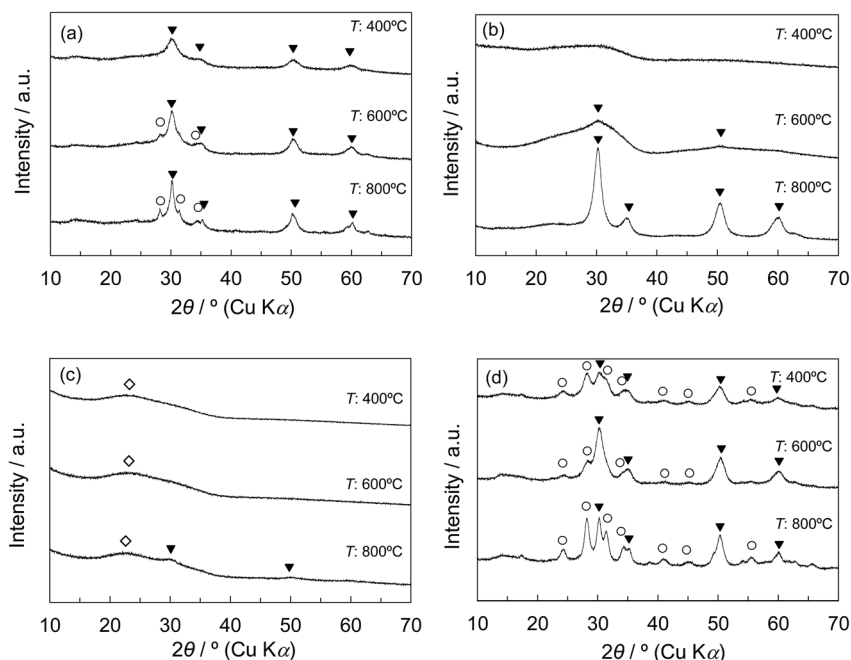 (a)
T: 400ºC
T: 600ºC
T: 800ºC
Intensity / a.u.
10 20 30 40 50 60 70
2θ / º (Cu Kα)
(b)
T: 400ºC
T: 600ºC
T: 800ºC
Intensity / a.u.
10 20 30 40 50 60 70
2θ / º (Cu Kα)
(c)
T: 400ºC
T: 600ºC
T: 800ºC
Intensity / a.u.
10 20 30 40 50 60 70
2θ / º (Cu Kα)
(d)
T: 400ºC
T: 600ºC
T: 800ºC
Intensity / a.u.
10 20 30 40 50 60 70
2θ / º (Cu Kα)